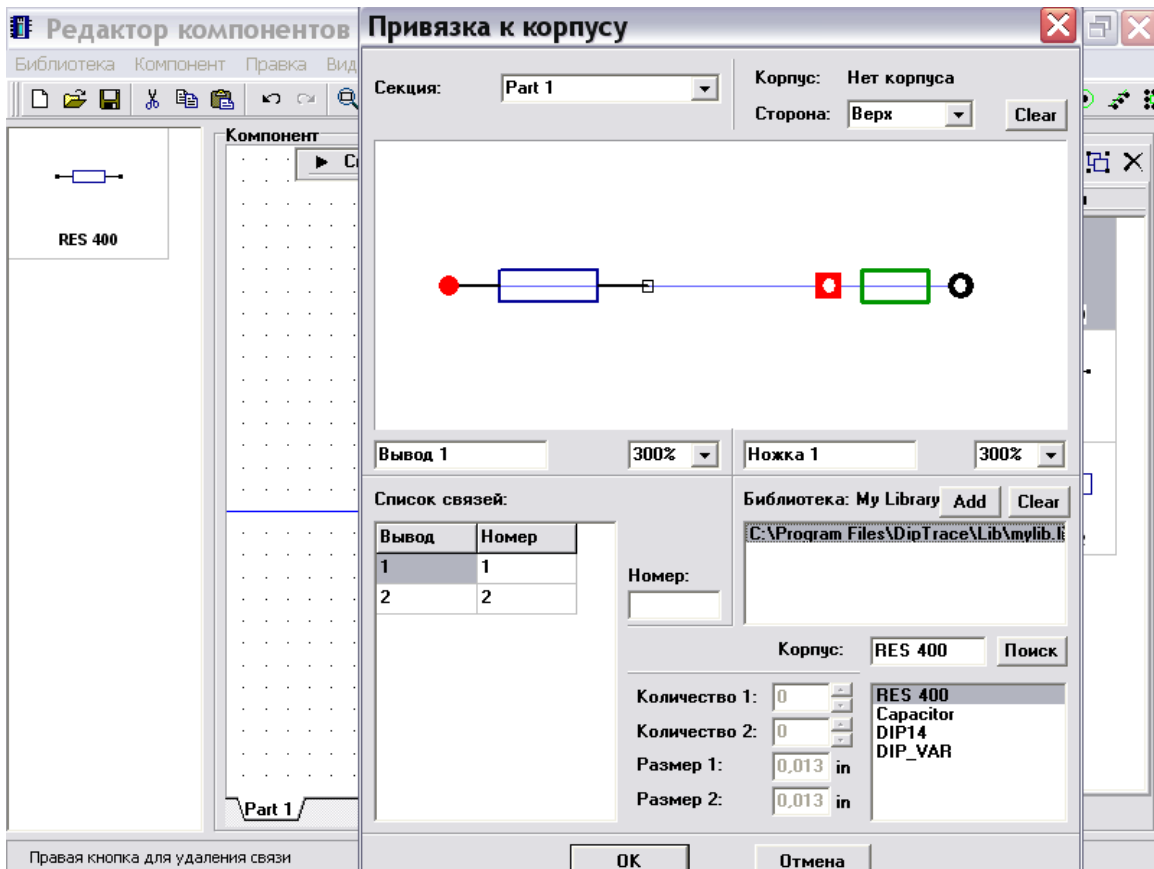 Редактор компонентов
Библиотека Компонент Правка Вид
RES 400
Компонент
Part 1
Правая кнопка для удаления связи
Привязка к корпусу
Секция: Part 1
Корпус: Нет корпуса
Сторона: Верх Clear
Вывод 1 300% Ножка 1 300%
Список связей:
Вывод Номер
1 1
2 2
Номер:
Библиотека: My Library Add Clear
C:\Program Files\DipTrace\Lib\mylib.li
Корпус: RES 400 Поиск
Количество 1: 0
Количество 2: 0
Размер 1: 0,013 in
Размер 2: 0,013 in
RES 400
Capacitor
DIP14
DIP_VAR
OK Отмена